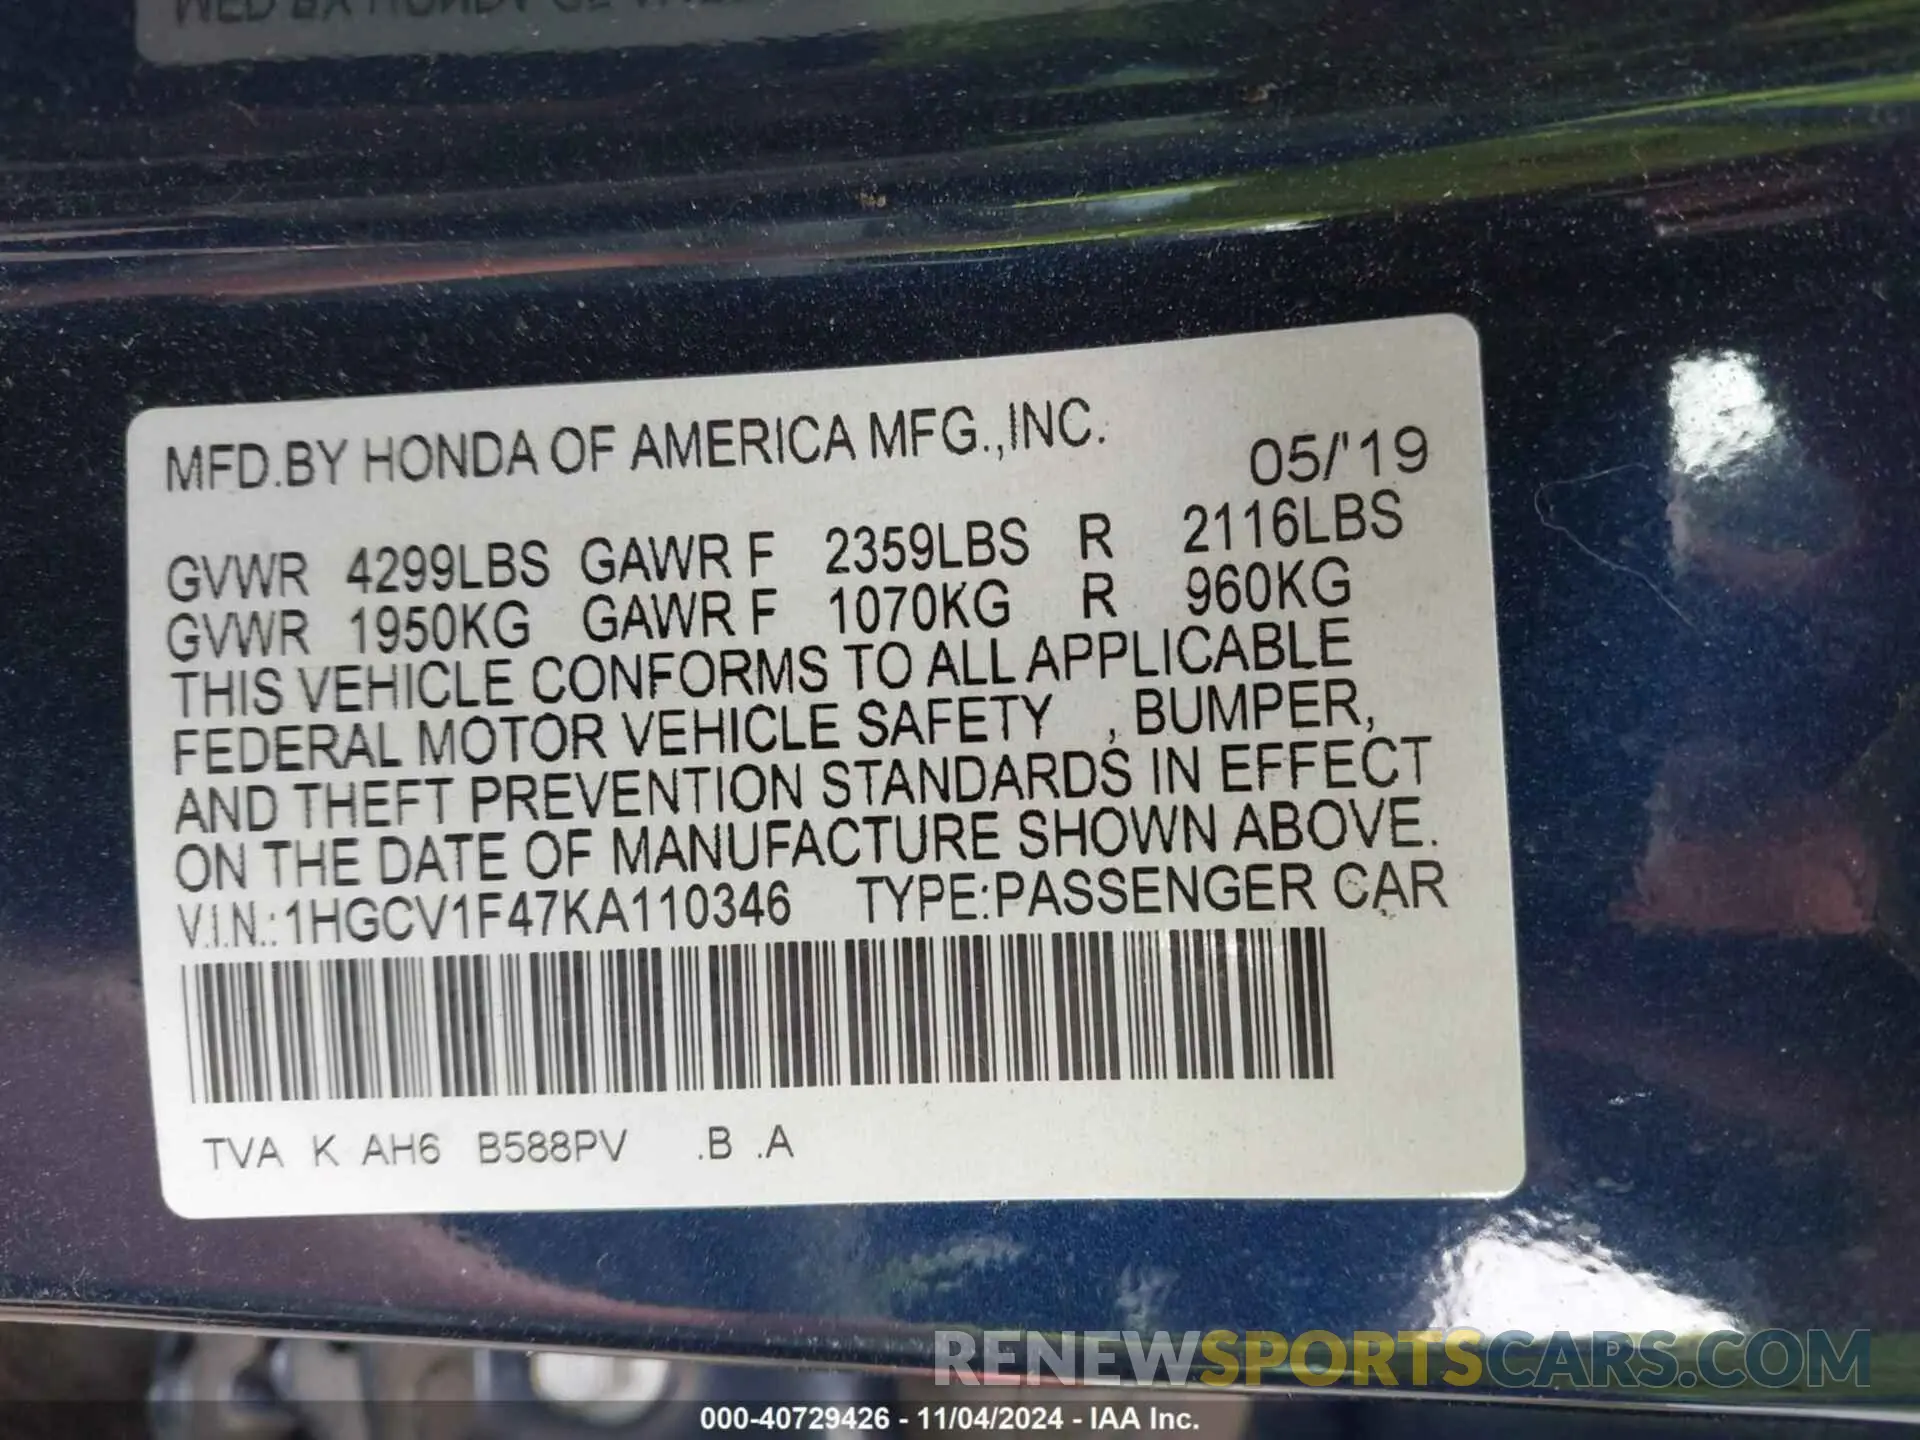 MFD.BY HONDA OF AMERICA MFG.,INC. 05/'19
GVWR 4299LBS GAWR F 2359LBS R 2116LBS
GVWR 1950KG GAWR F 1070KG R 960KG
THIS VEHICLE CONFORMS TO ALL APPLICABLE
FEDERAL MOTOR VEHICLE SAFETY , BUMPER,
AND THEFT PREVENTION STANDARDS IN EFFECT
ON THE DATE OF MANUFACTURE SHOWN ABOVE.
V.I.N.:1HGCV1F47KA110346 TYPE:PASSENGER CAR
TVA K AH6 B588PV .B .A
RENEWSPORTSCARS.COM
000-40729426 - 11/04/2024 - IAA Inc.